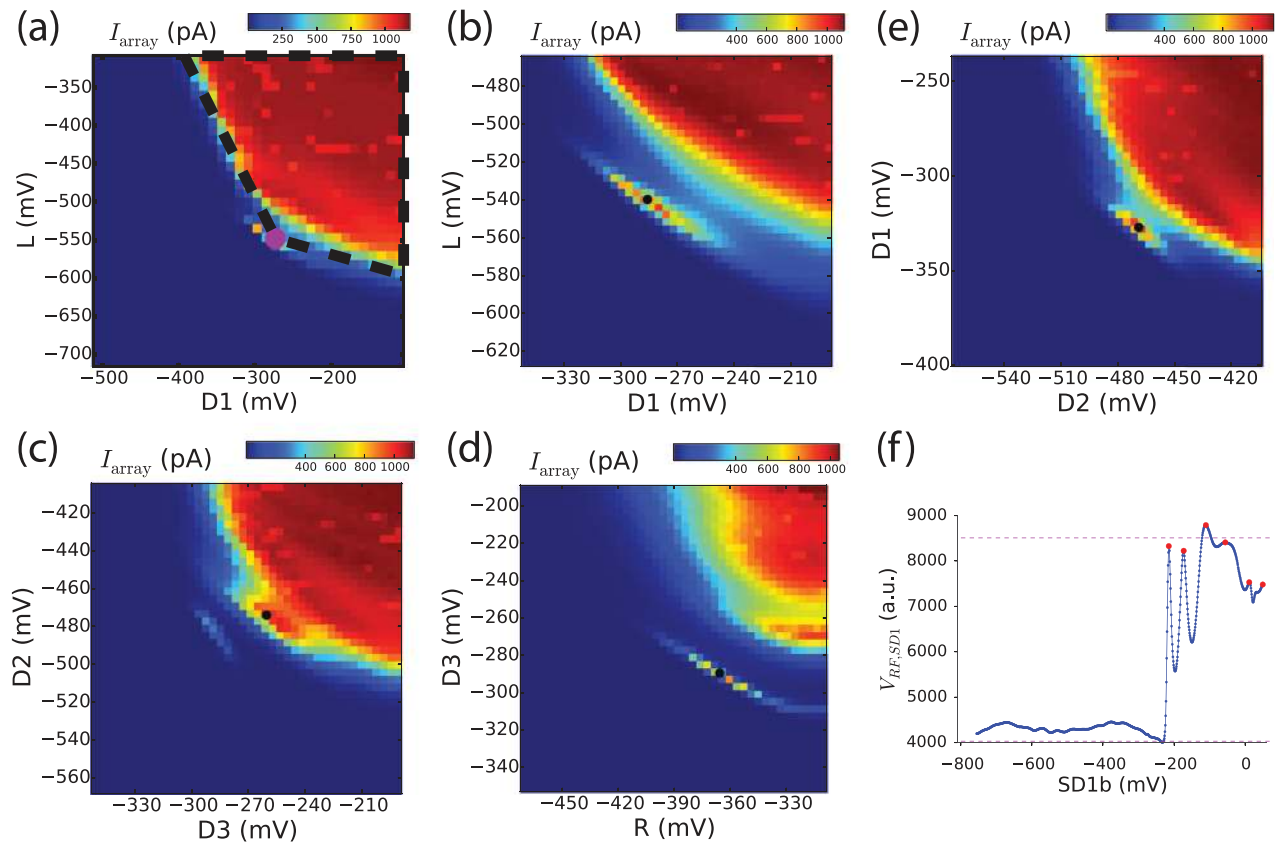 (a)
I_array (pA)
250 500 750 1000
L (mV)
−350
−400
−450
−500
−550
−600
−650
−700
−500 −400 −300 −200
D1 (mV)
(b)
I_array (pA)
400 600 800 1000
L (mV)
−480
−500
−520
−540
−560
−580
−600
−620
−330 −300 −270 −240 −210
D1 (mV)
(e)
I_array (pA)
400 600 800 1000
D1 (mV)
−250
−300
−350
−400
−540 −510 −480 −450 −420
D2 (mV)
(c)
I_array (pA)
400 600 800 1000
D2 (mV)
−420
−440
−460
−480
−500
−520
−540
−560
−330 −300 −270 −240 −210
D3 (mV)
(d)
I_array (pA)
400 600 800 1000
D3 (mV)
−200
−220
−240
−260
−280
−300
−320
−340
−450 −420 −390 −360 −330
R (mV)
(f)
V_RF,SD1 (a.u.)
9000
8000
7000
6000
5000
4000
−800 −600 −400 −200 0
SD1b (mV)